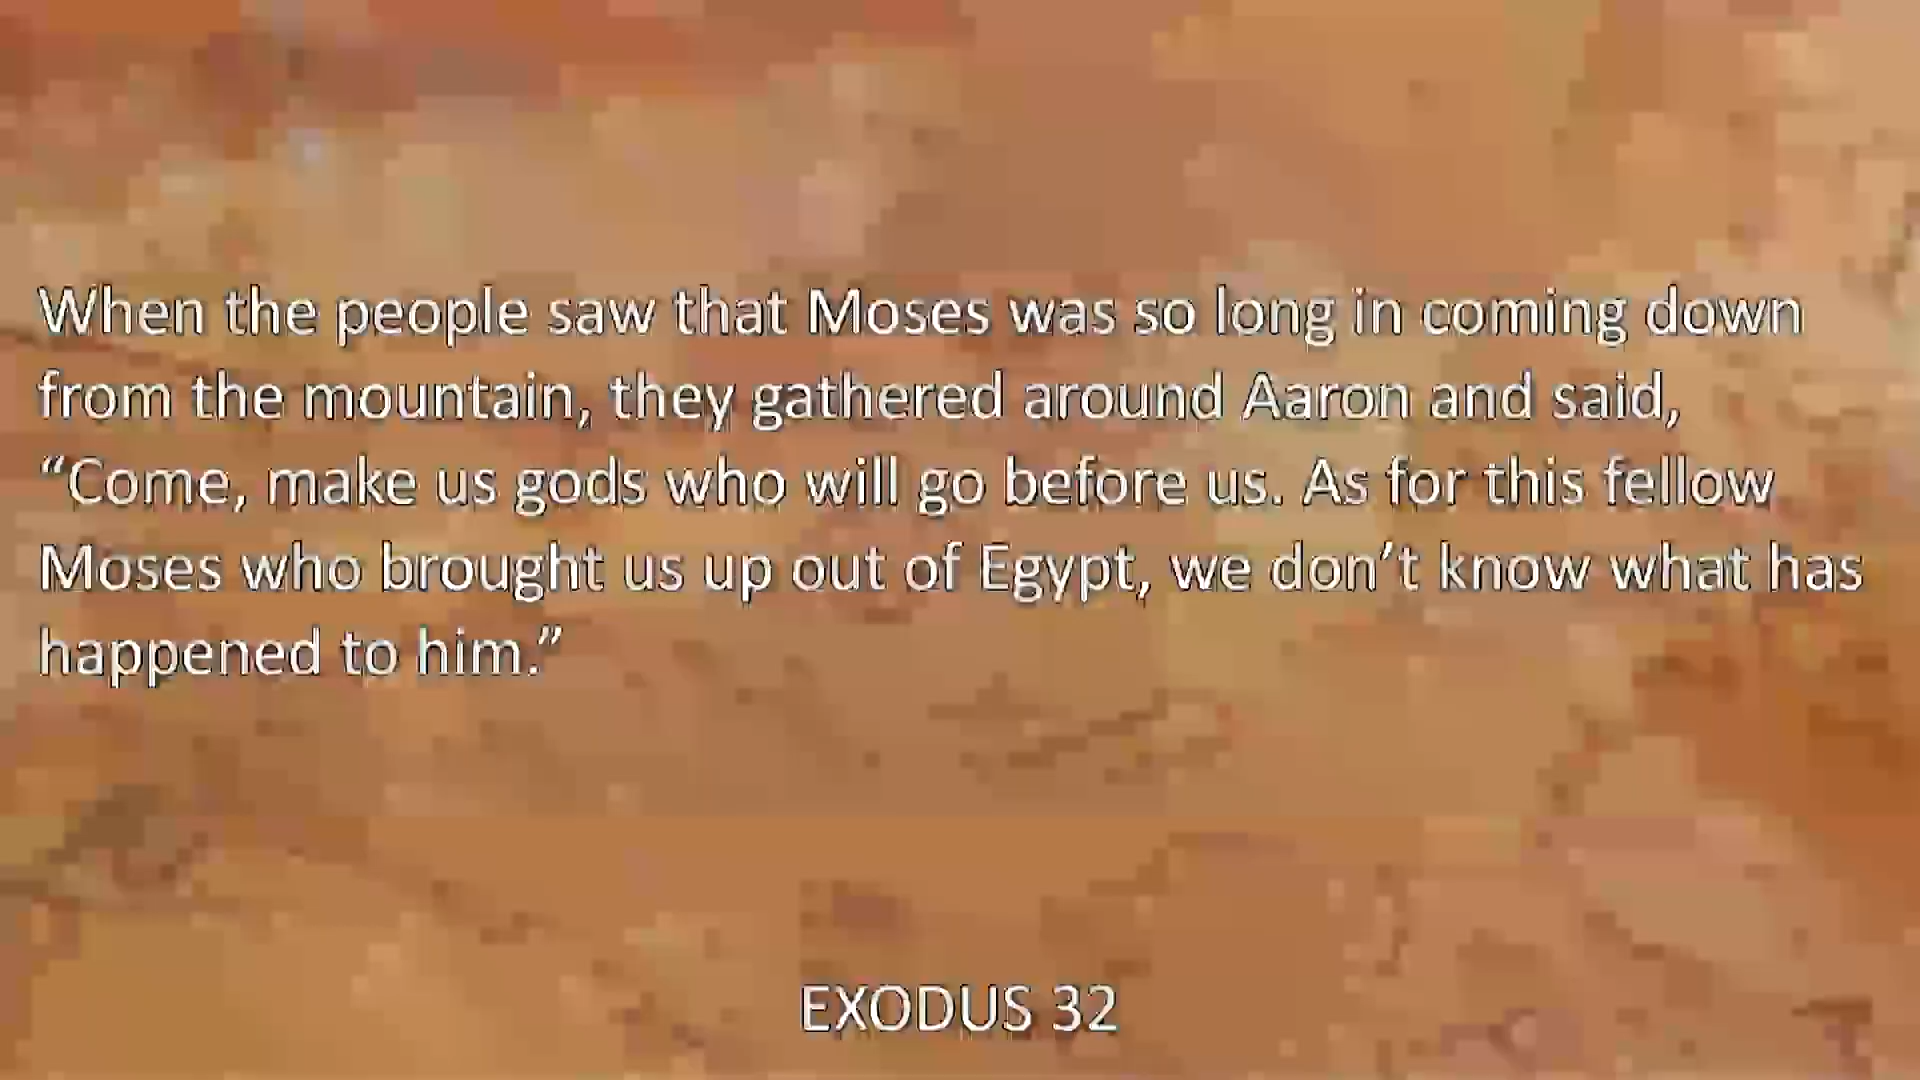 When the people saw that Moses was so long in coming down
from the mountain, they gathered around Aaron and said,
“Come, make us gods who will go before us. As for this fellow
Moses who brought us up out of Egypt, we don’t know what has
happened to him.”
EXODUS 32